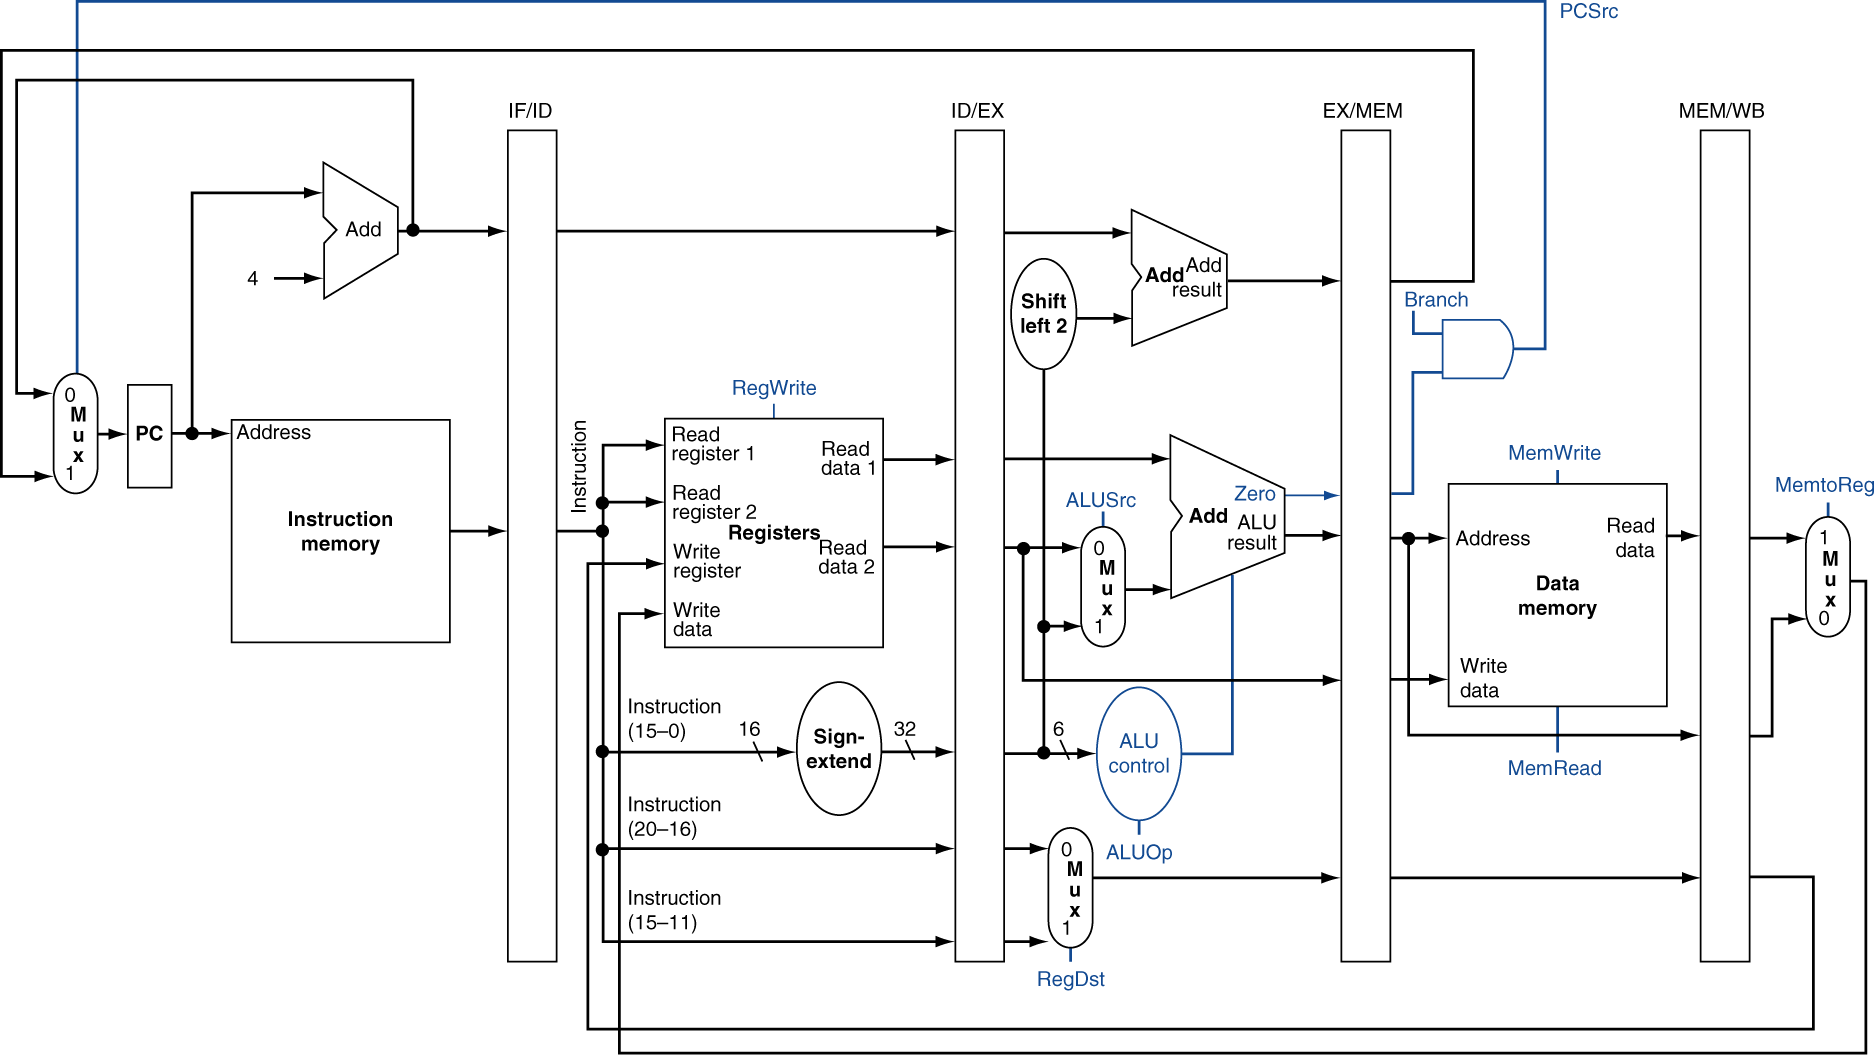 PCSrc
IF/ID
ID/EX
EX/MEM
MEM/WB
Add
4
Shift
left 2
Add
Add
result
Branch
0
M
u
x
1
PC
Address
Instruction
memory
Instruction
RegWrite
Read
register 1
Read
register 2
Write
register
Write
data
Registers
Read
data 1
Read
data 2
ALUSrc
0
M
u
x
1
Add
Zero
ALU
result
MemWrite
Address
Read
data
Data
memory
Write
data
MemRead
MemtoReg
1
M
u
x
0
Instruction
(15–0)
16
Sign-
extend
32
6
ALU
control
ALUOp
Instruction
(20–16)
Instruction
(15–11)
0
M
u
x
1
RegDst